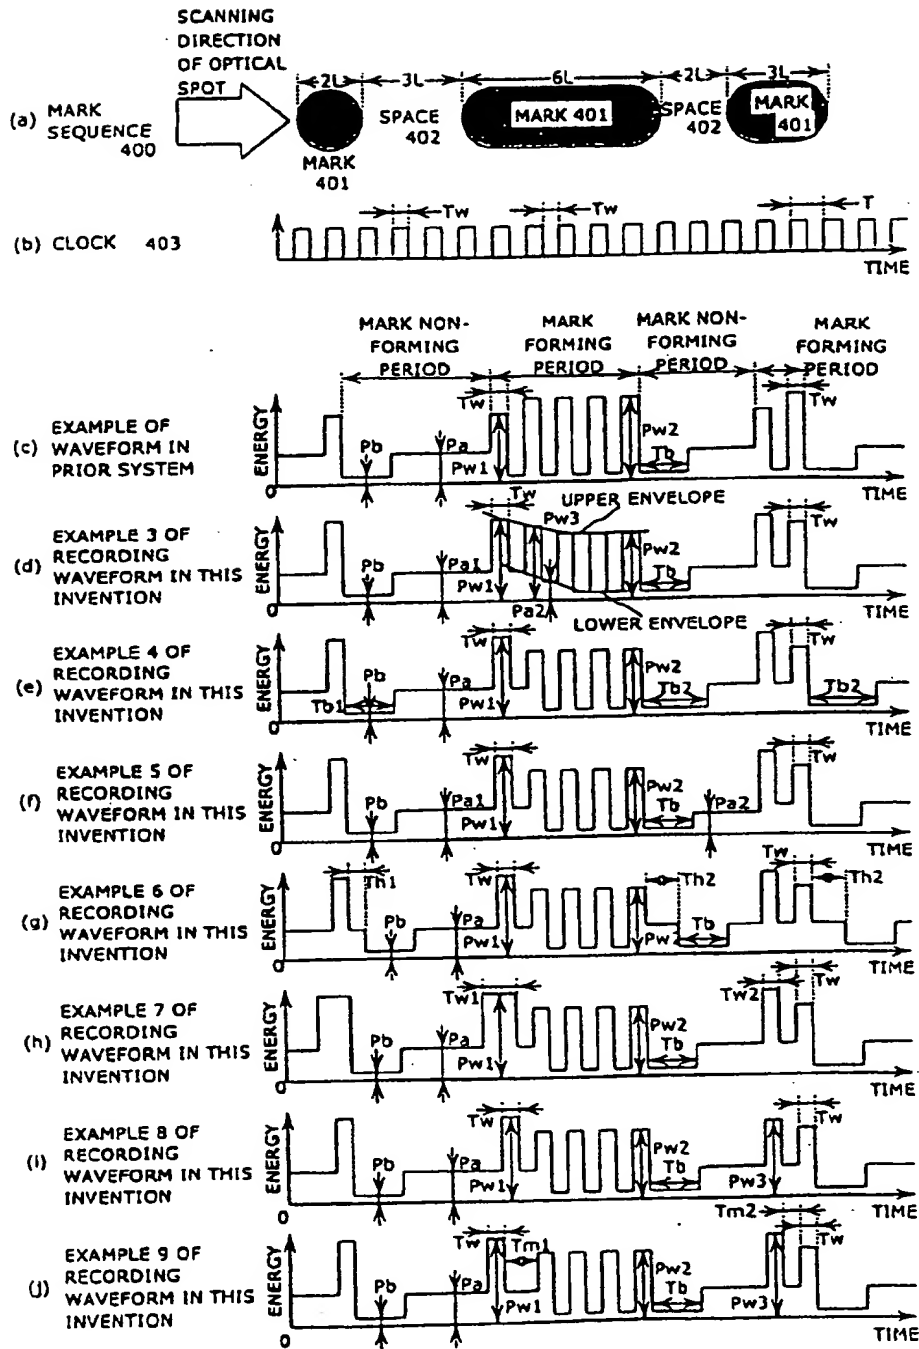 SCANNING
DIRECTION
OF OPTICAL
SPOT
2L 3L 6L 2L 3L
(a) MARK
SEQUENCE
400
SPACE
402
MARK 401
SPACE
402
MARK
401
MARK
401
Tw Tw T
(b) CLOCK 403
TIME
MARK NON-
FORMING
PERIOD
MARK
FORMING
PERIOD
MARK NON-
FORMING
PERIOD
MARK
FORMING
PERIOD
(c) EXAMPLE OF
WAVEFORM IN
PRIOR SYSTEM
ENERGY
0
Pb Pa Tw Pw1 Pw2 Tb Tw
TIME
(d) EXAMPLE 3 OF
RECORDING
WAVEFORM IN THIS
INVENTION
ENERGY
0
Tw Pw3 UPPER ENVELOPE Tw
Pb Pa1 Pw1 Pa2 Pw2 Tb
LOWER ENVELOPE
TIME
(e) EXAMPLE 4 OF
RECORDING
WAVEFORM IN THIS
INVENTION
ENERGY
0
Tb1 Pb Pa Tw Pw1 Pw2 Tb2 Tw Tb2
TIME
(f) EXAMPLE 5 OF
RECORDING
WAVEFORM IN THIS
INVENTION
ENERGY
0
Pb Pa1 Tw Pw1 Pw2 Tb Pa2 Tw
TIME
(g) EXAMPLE 6 OF
RECORDING
WAVEFORM IN THIS
INVENTION
ENERGY
0
Th1 Pb Pa Tw Pw1 Th2 Pw2 Tb Tw Th2
TIME
(h) EXAMPLE 7 OF
RECORDING
WAVEFORM IN THIS
INVENTION
ENERGY
0
Pb Pa Tw1 Pw1 Pw2 Tb Tw2 Tw
TIME
(i) EXAMPLE 8 OF
RECORDING
WAVEFORM IN THIS
INVENTION
ENERGY
0
Pb Pa Tw Pw1 Pw2 Tb Pw3 Tw
TIME
(j) EXAMPLE 9 OF
RECORDING
WAVEFORM IN THIS
INVENTION
ENERGY
0
Pb Pa Tw Tm1 Pw1 Pw2 Tb Pw3 Tm2 Tw
TIME